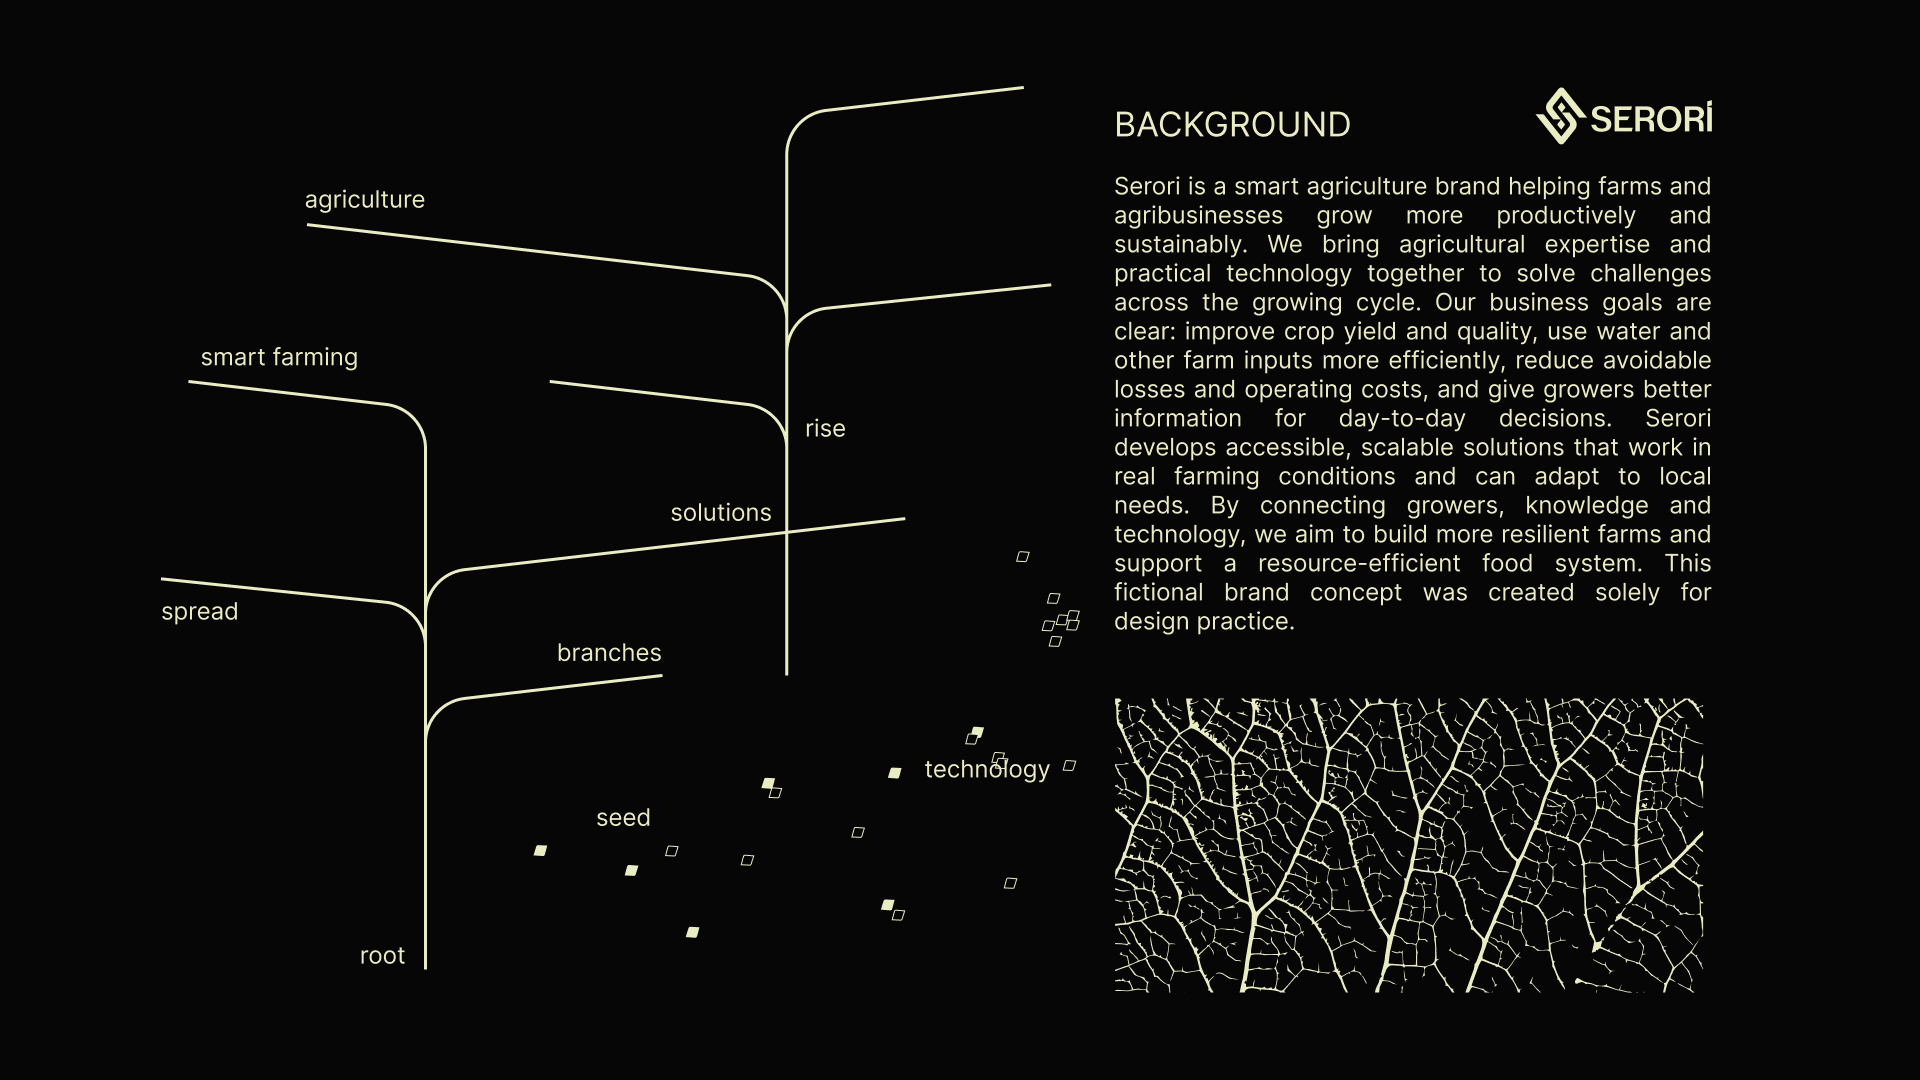 BACKGROUND
SERORÍ
Serori is a smart agriculture brand helping farms and
agribusinesses grow more productively and
sustainably. We bring agricultural expertise and
practical technology together to solve challenges
across the growing cycle. Our business goals are
clear: improve crop yield and quality, use water and
other farm inputs more efficiently, reduce avoidable
losses and operating costs, and give growers better
information for day-to-day decisions. Serori
develops accessible, scalable solutions that work in
real farming conditions and can adapt to local
needs. By connecting growers, knowledge and
technology, we aim to build more resilient farms and
support a resource-efficient food system. This
fictional brand concept was created solely for
design practice.
agriculture
smart farming
rise
solutions
spread
branches
technology
seed
root